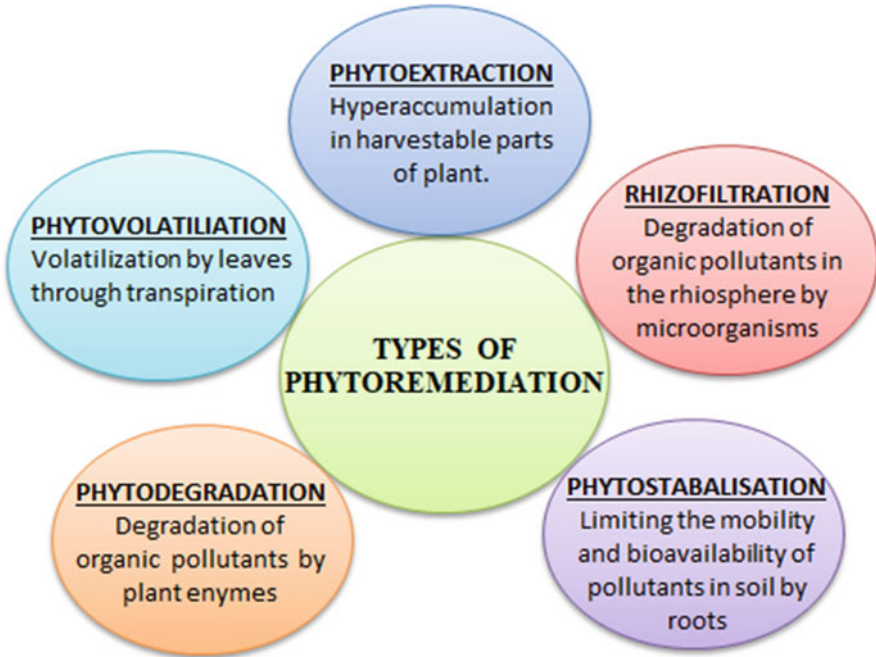 PHYTOEXTRACTION
Hyperaccumulation
in harvestable parts
of plant.
RHIZOFILTRATION
Degradation of
organic pollutants in
the rhiosphere by
microorganisms
PHYTOVOLATILIATION
Volatilization by leaves
through transpiration
TYPES OF
PHYTOREMEDIATION
PHYTODEGRADATION
Degradation of
organic pollutants by
plant enymes
PHYTOSTABALISATION
Limiting the mobility
and bioavailability of
pollutants in soil by
roots